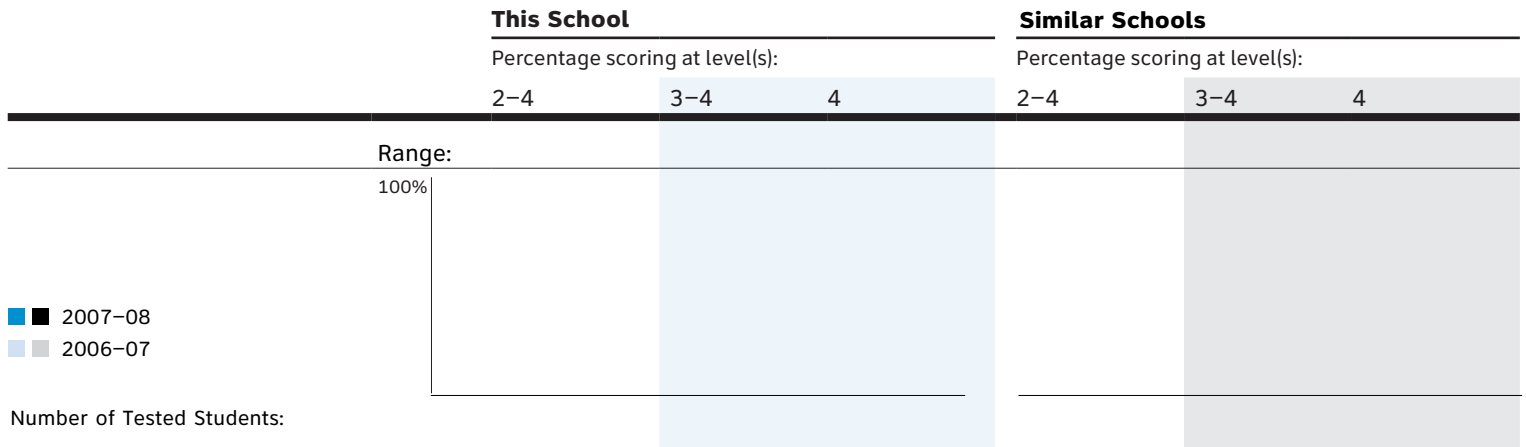 This School Similar Schools
Percentage scoring at level(s): Percentage scoring at level(s):
2–4 3–4 4 2–4 3–4 4
Range:
100%
2007–08
2006–07
Number of Tested Students: